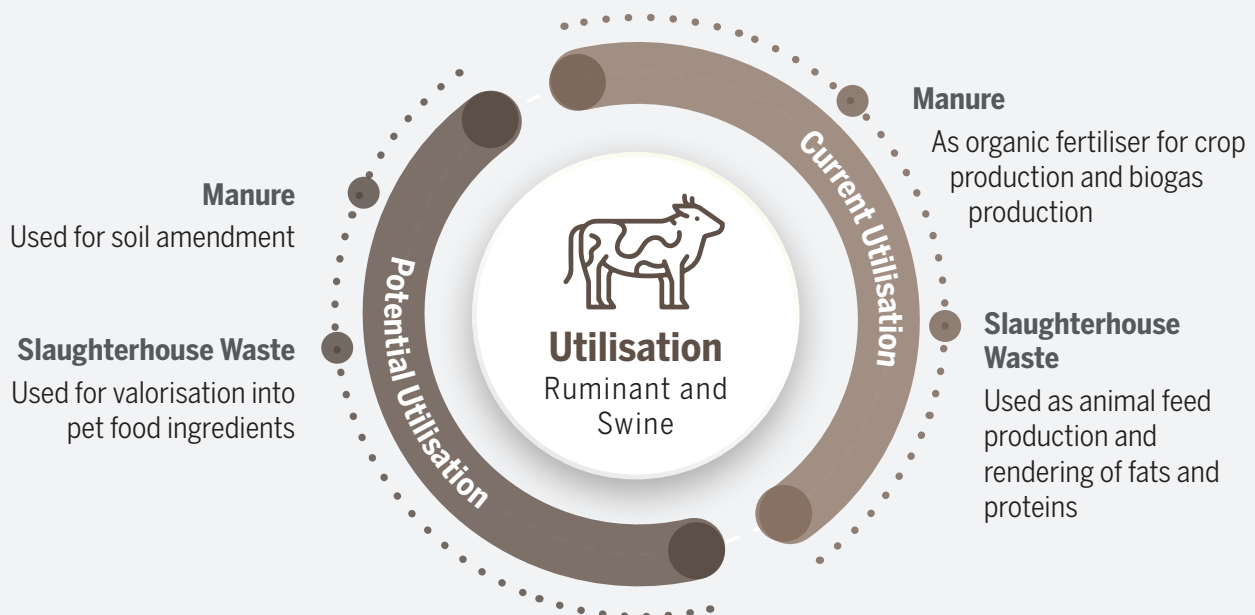 Manure
Used for soil amendment
Slaughterhouse Waste
Used for valorisation into
pet food ingredients
Potential Utilisation
Utilisation
Ruminant and
Swine
Current Utilisation
Manure
As organic fertiliser for crop
production and biogas
production
Slaughterhouse
Waste
Used as animal feed
production and
rendering of fats and
proteins